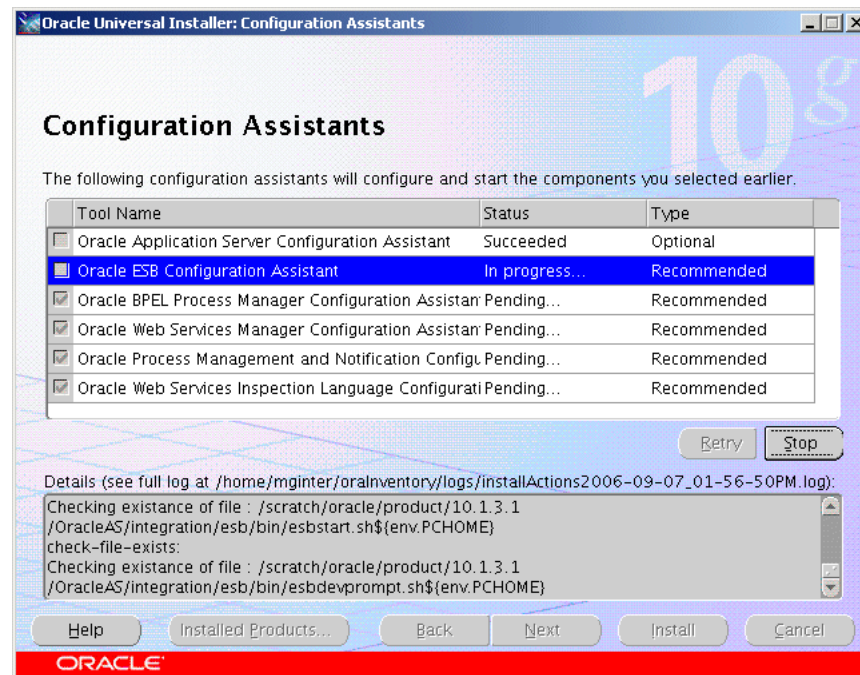 Oracle Universal Installer: Configuration Assistants
10g
Configuration Assistants
The following configuration assistants will configure and start the components you selected earlier.
Tool Name Status Type
Oracle Application Server Configuration Assistant Succeeded Optional
Oracle ESB Configuration Assistant In progress... Recommended
Oracle BPEL Process Manager Configuration Assistan Pending... Recommended
Oracle Web Services Manager Configuration Assistan Pending... Recommended
Oracle Process Management and Notification Configu Pending... Recommended
Oracle Web Services Inspection Language Configurati Pending... Recommended
Retry Stop
Details (see full log at /home/mginter/oraInventory/logs/installActions2006-09-07_01-56-50PM.log):
Checking existance of file : /scratch/oracle/product/10.1.3.1
/OracleAS/integration/esb/bin/esbstart.sh${env.PCHOME}
check-file-exists:
Checking existance of file : /scratch/oracle/product/10.1.3.1
/OracleAS/integration/esb/bin/esbdevprompt.sh${env.PCHOME}
Help Installed Products... Back Next Install Cancel
ORACLE